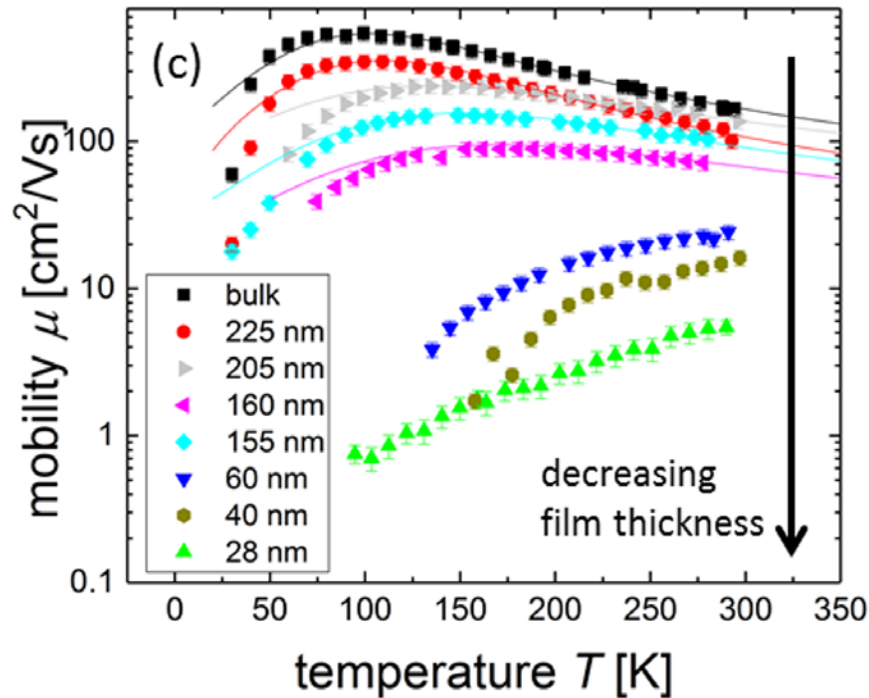 (c)
mobility μ [cm²/Vs]
100
10
1
0.1
bulk
225 nm
205 nm
160 nm
155 nm
60 nm
40 nm
28 nm
decreasing
film thickness
0 50 100 150 200 250 300 350
temperature T [K]